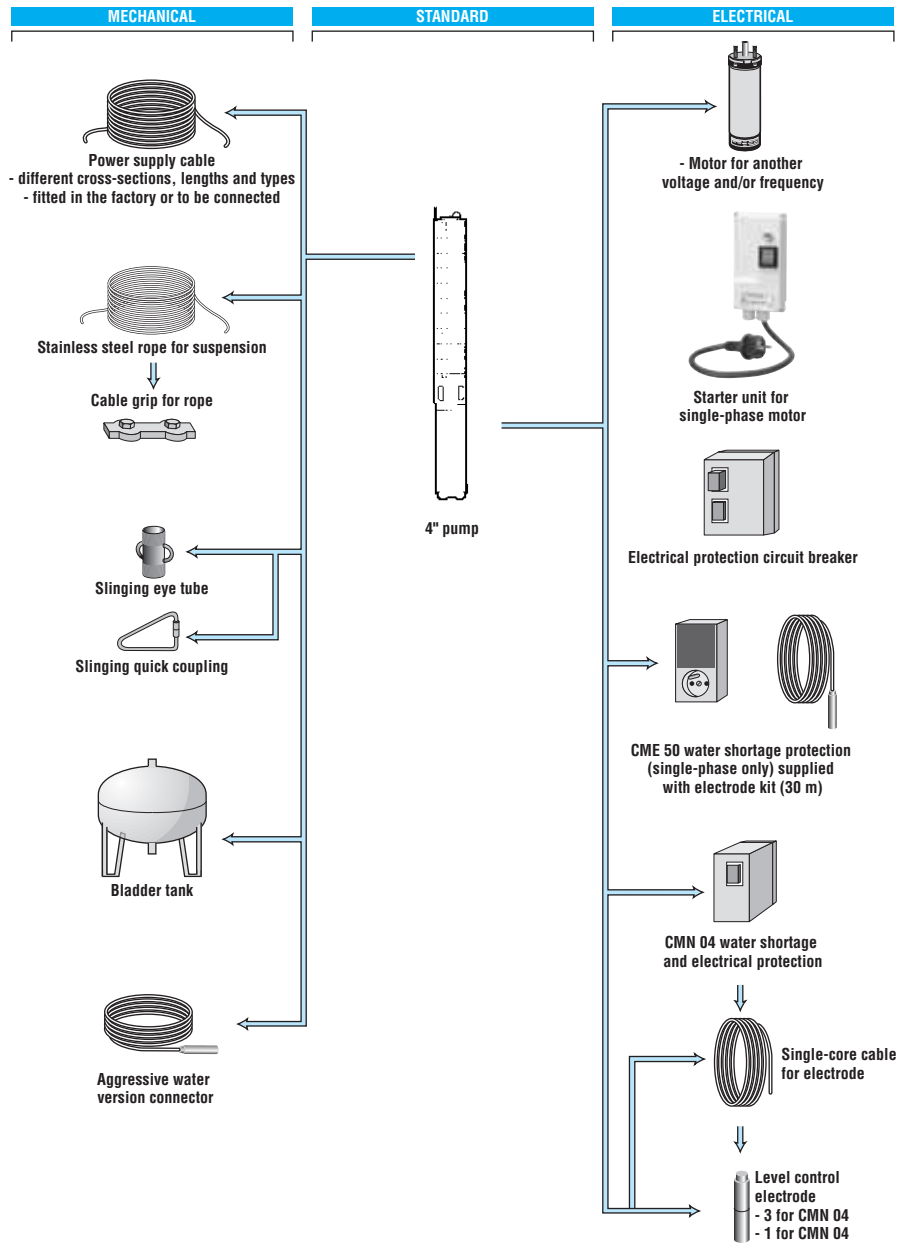 MECHANICAL
STANDARD
ELECTRICAL
Power supply cable
- different cross-sections, lengths and types
- fitted in the factory or to be connected
Stainless steel rope for suspension
Cable grip for rope
Slinging eye tube
Slinging quick coupling
Bladder tank
Aggressive water
version connector
4" pump
- Motor for another
voltage and/or frequency
Starter unit for
single-phase motor
Electrical protection circuit breaker
CME 50 water shortage protection
(single-phase only) supplied
with electrode kit (30 m)
CMN 04 water shortage
and electrical protection
Single-core cable
for electrode
Level control
electrode
- 3 for CMN 04
- 1 for CMN 04